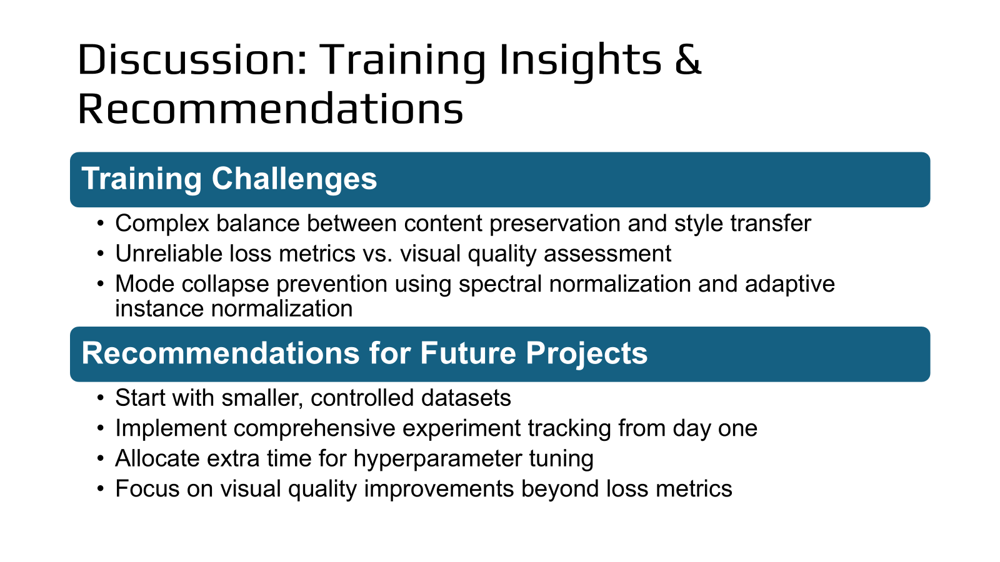 Discussion: Training Insights &
Recommendations
Training Challenges
• Complex balance between content preservation and style transfer
• Unreliable loss metrics vs. visual quality assessment
• Mode collapse prevention using spectral normalization and adaptive
instance normalization
Recommendations for Future Projects
• Start with smaller, controlled datasets
• Implement comprehensive experiment tracking from day one
• Allocate extra time for hyperparameter tuning
• Focus on visual quality improvements beyond loss metrics